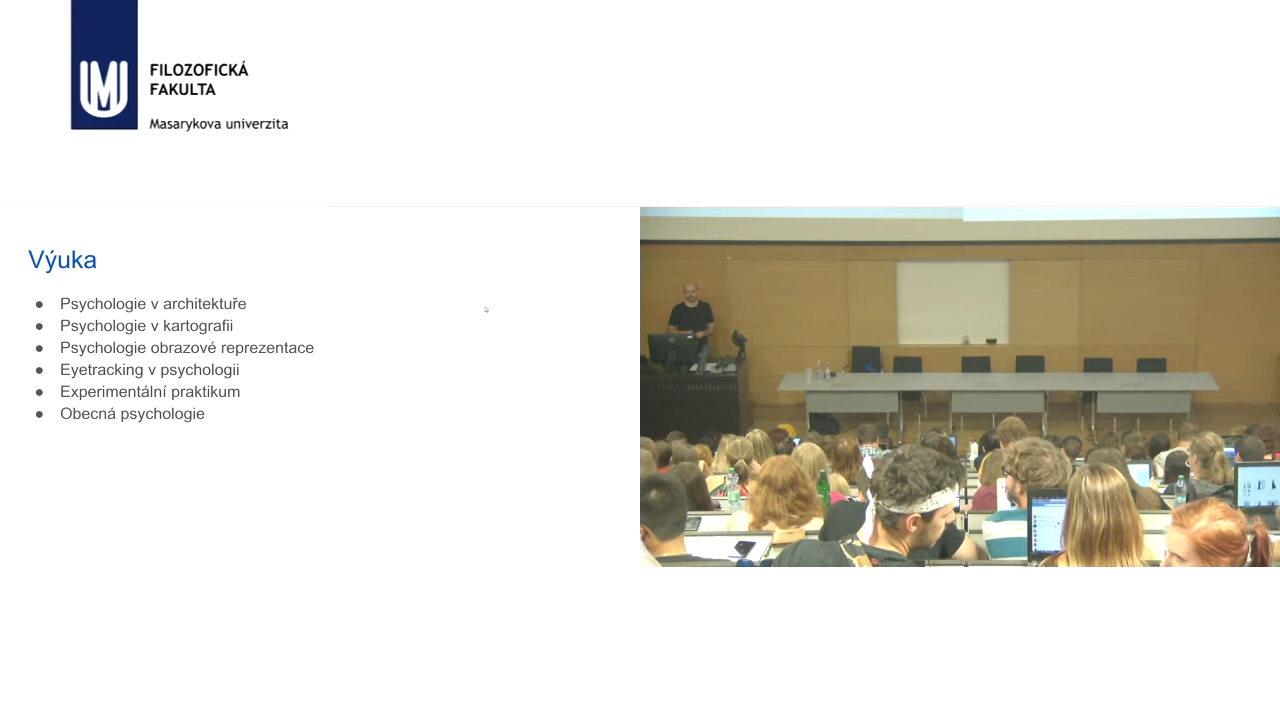 FILOZOFICKÁ
FAKULTA
Masarykova univerzita
Výuka
● Psychologie v architektuře
● Psychologie v kartografii
● Psychologie obrazové reprezentace
● Eyetracking v psychologii
● Experimentální praktikum
● Obecná psychologie